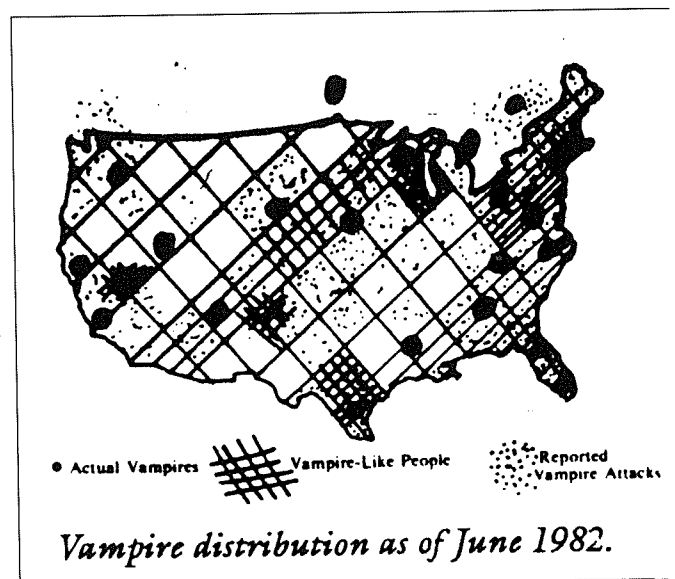 Actual Vampires
Vampire-Like People
Reported
Vampire Attacks
Vampire distribution as of June 1982.